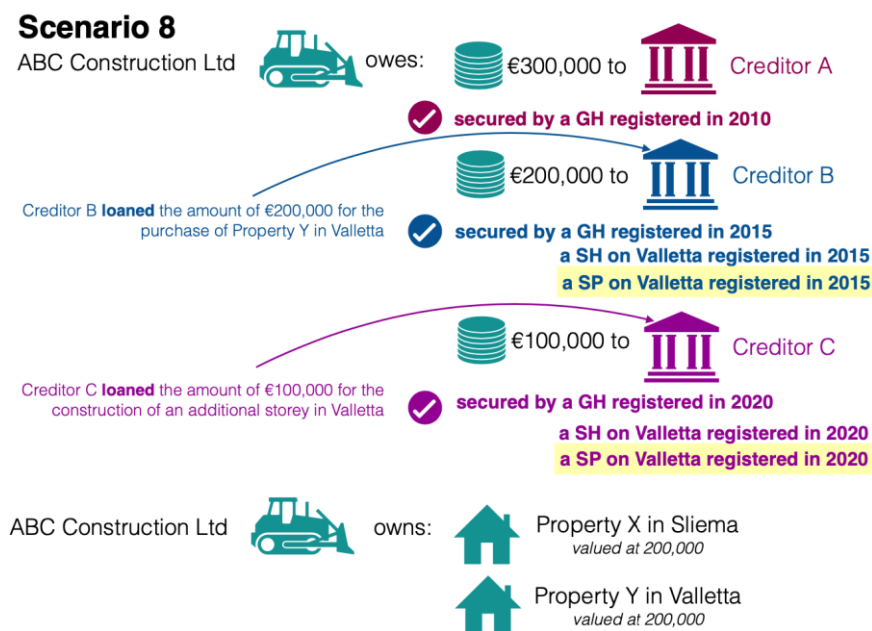 Scenario 8
ABC Construction Ltd
owes:
€300,000 to
Creditor A
secured by a GH registered in 2010
€200,000 to
Creditor B
Creditor B loaned the amount of €200,000 for the
purchase of Property Y in Valletta
secured by a GH registered in 2015
a SH on Valletta registered in 2015
a SP on Valletta registered in 2015
€100,000 to
Creditor C
Creditor C loaned the amount of €100,000 for the
construction of an additional storey in Valletta
secured by a GH registered in 2020
a SH on Valletta registered in 2020
a SP on Valletta registered in 2020
ABC Construction Ltd
owns:
Property X in Sliema
valued at 200,000
Property Y in Valletta
valued at 200,000